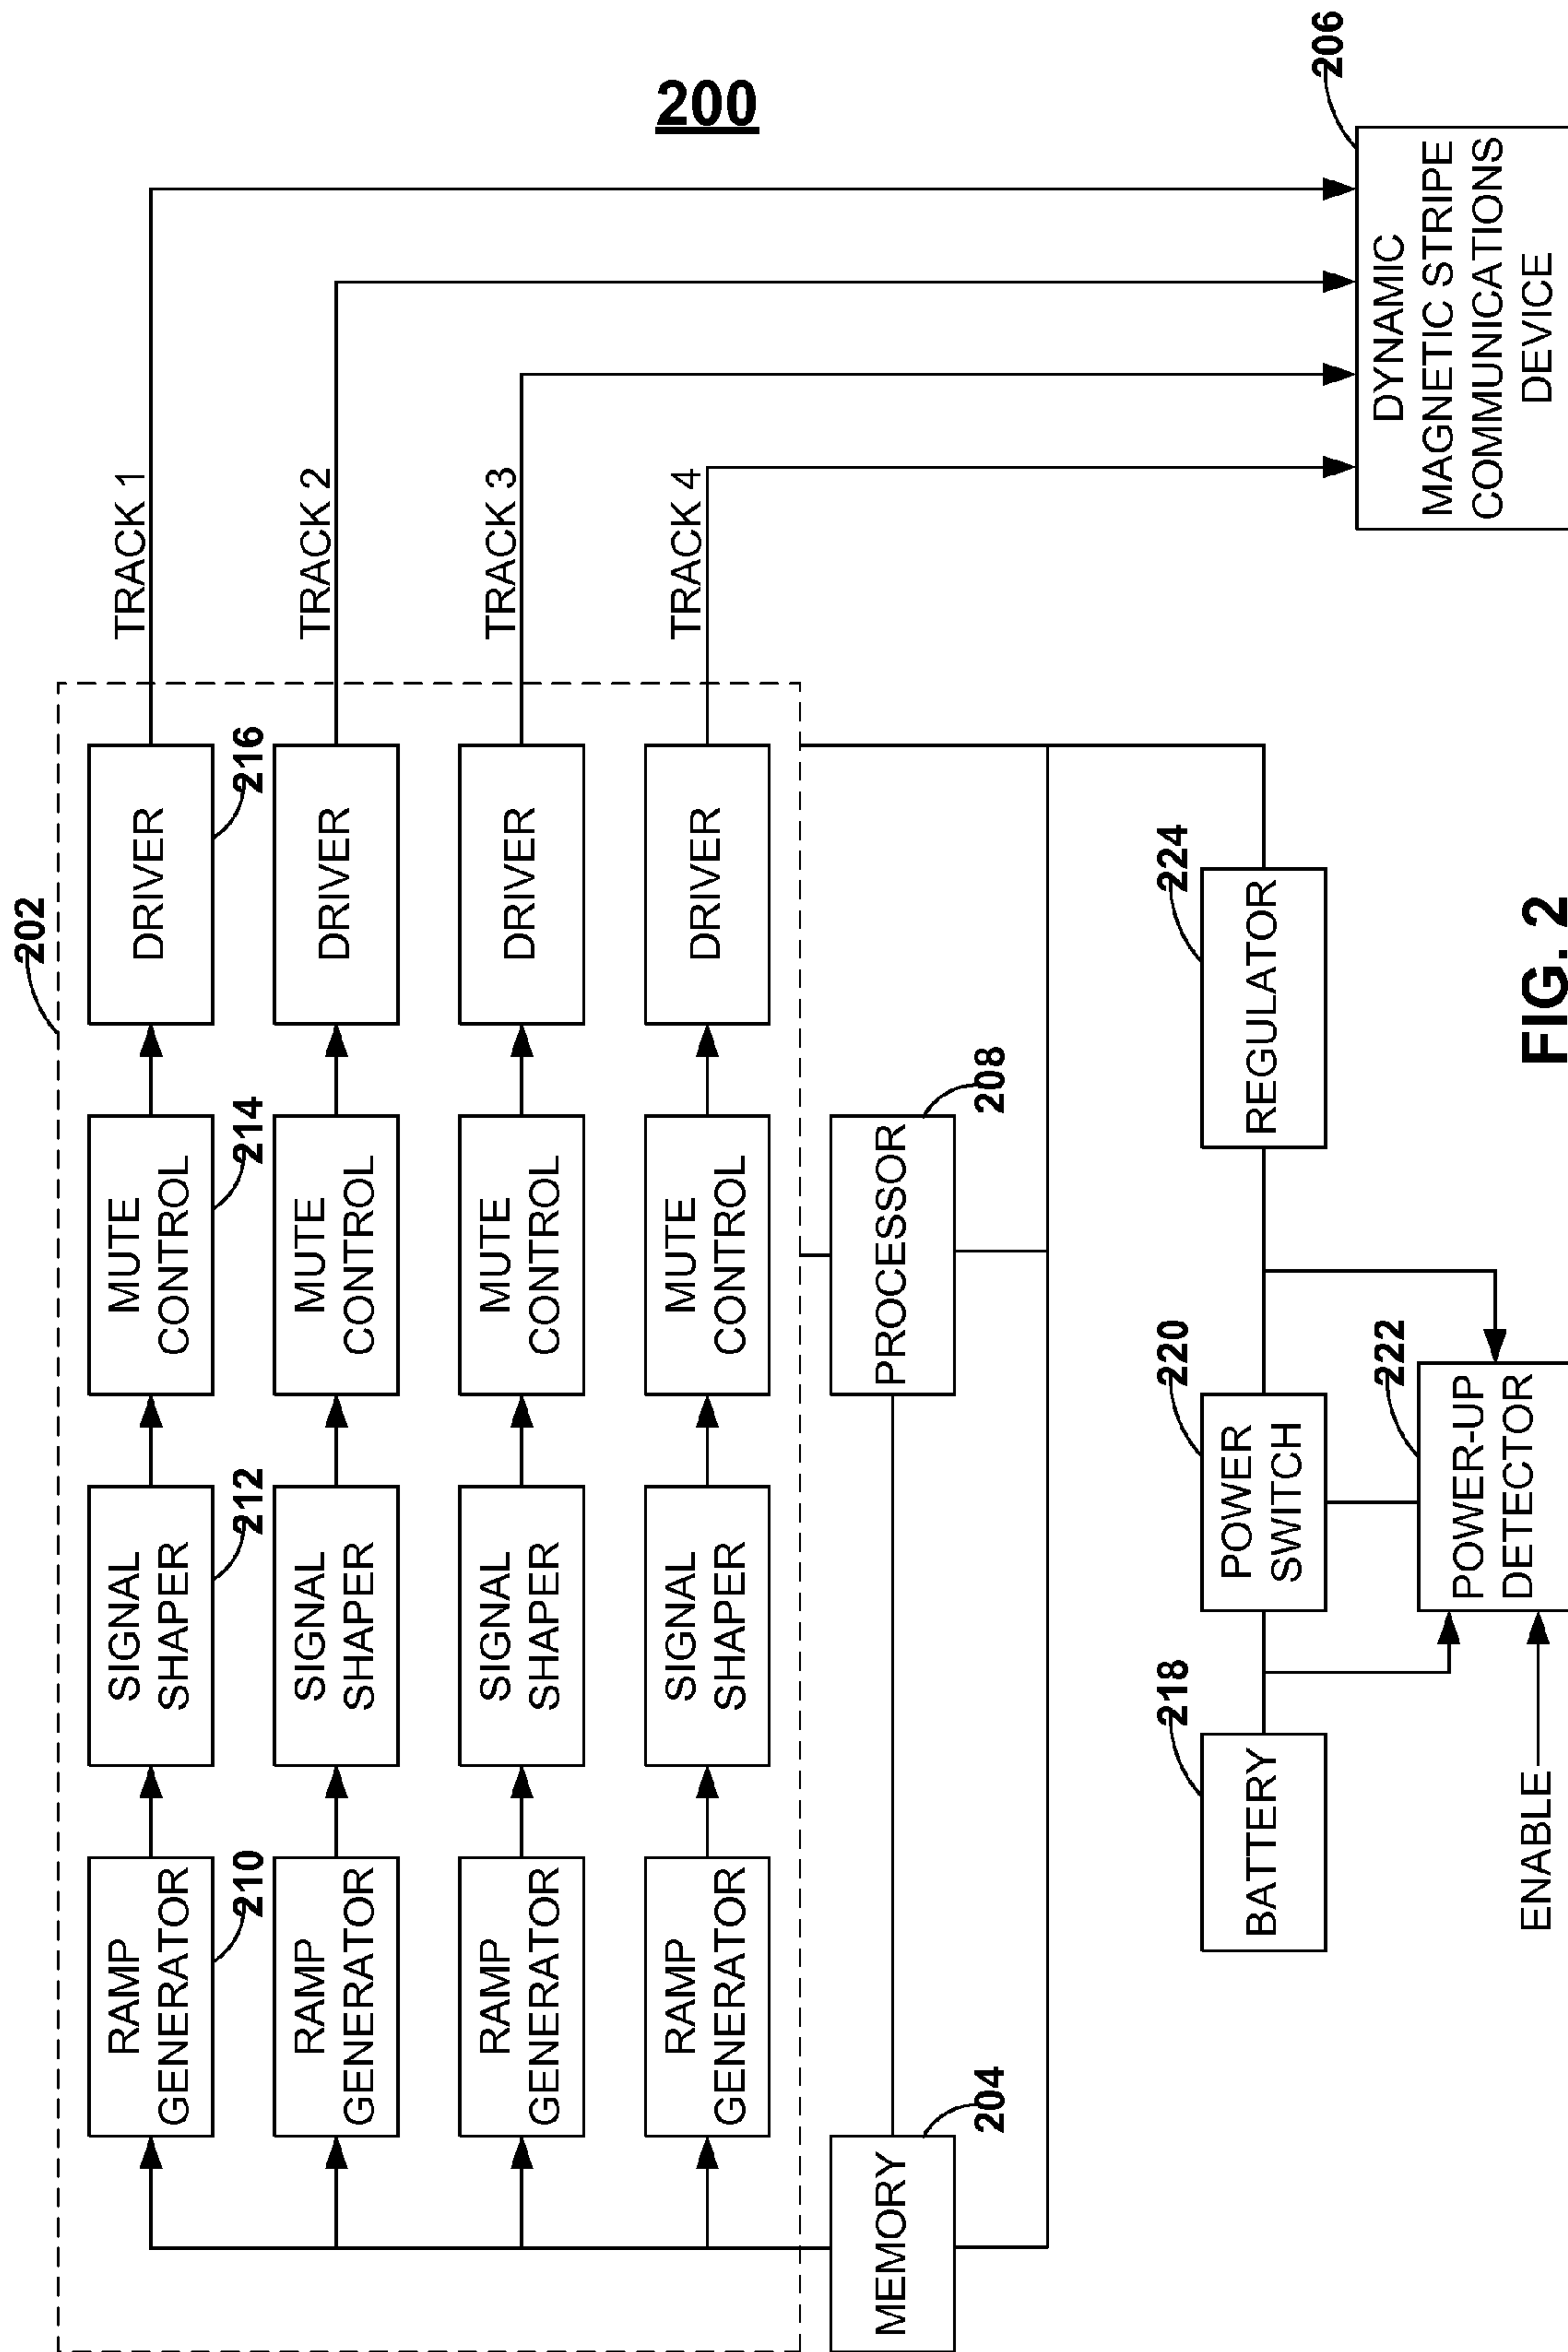 200
202
RAMP
GENERATOR
210
SIGNAL
SHAPER
212
MUTE
CONTROL
214
DRIVER
216
TRACK 1
RAMP
GENERATOR
SIGNAL
SHAPER
MUTE
CONTROL
DRIVER
TRACK 2
RAMP
GENERATOR
SIGNAL
SHAPER
MUTE
CONTROL
DRIVER
TRACK 3
RAMP
GENERATOR
SIGNAL
SHAPER
MUTE
CONTROL
DRIVER
TRACK 4
MEMORY
204
PROCESSOR
208
BATTERY
218
POWER
SWITCH
220
REGULATOR
224
ENABLE
POWER-UP
DETECTOR
222
DYNAMIC
MAGNETIC STRIPE
COMMUNICATIONS
DEVICE
206
FIG. 2